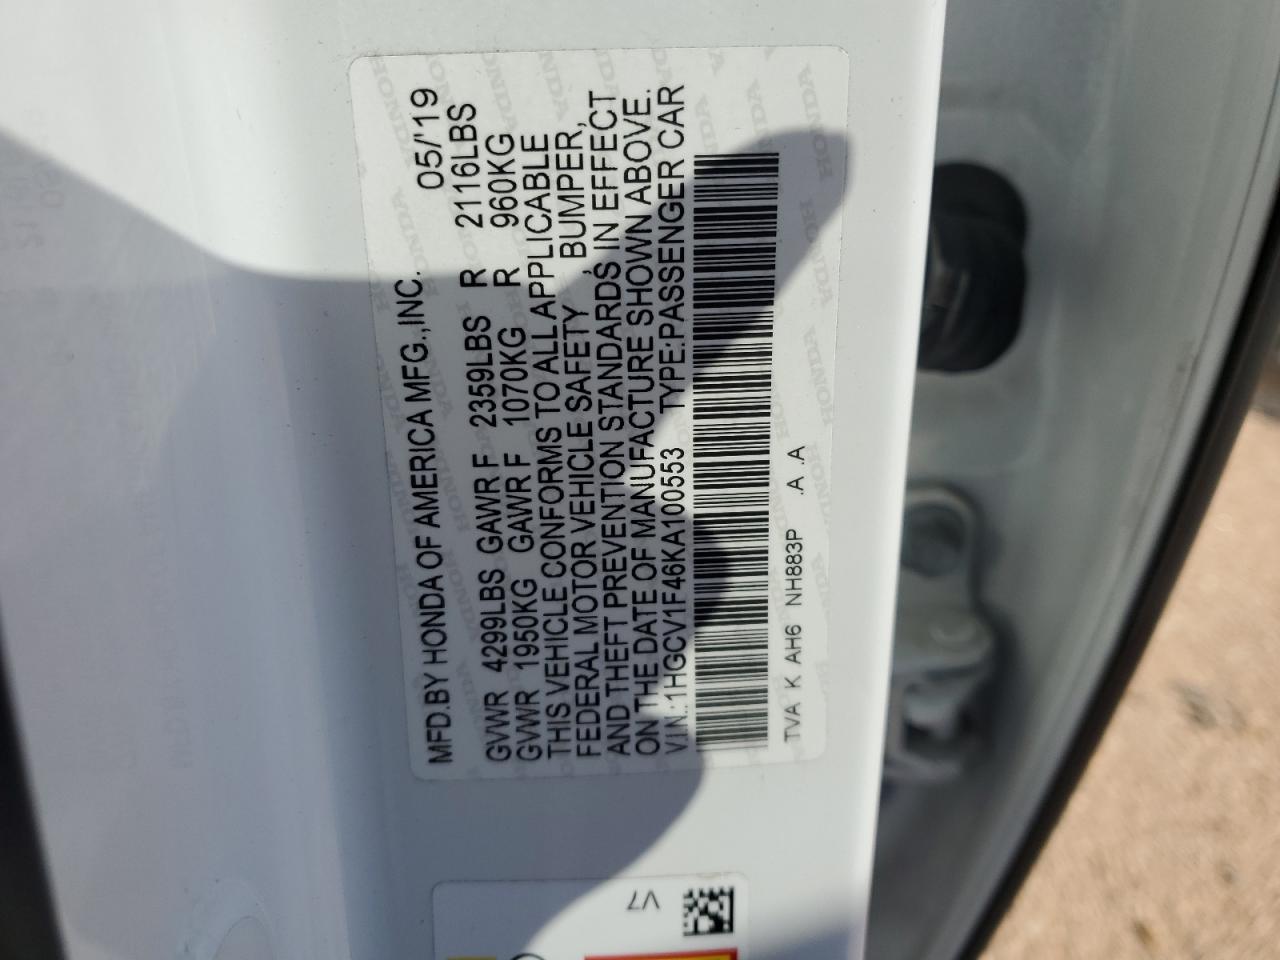 MFD.BY HONDA OF AMERICA MFG.,INC. 05/'19
GVWR 4299LBS GAWR F 2359LBS R 2116LBS
GVWR 1950KG GAWR F 1070KG R 960KG
THIS VEHICLE CONFORMS TO ALL APPLICABLE
FEDERAL MOTOR VEHICLE SAFETY, BUMPER,
AND THEFT PREVENTION STANDARDS IN EFFECT
ON THE DATE OF MANUFACTURE SHOWN ABOVE.
V.I.N.:1HGCV1F46KA100553 TYPE:PASSENGER CAR
TVA K AH6 NH883P .A .A
V7